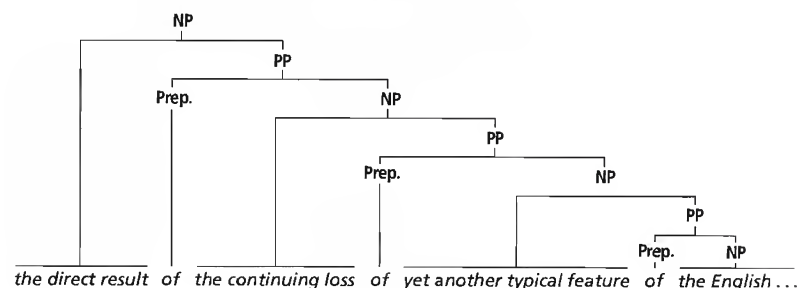 NP
PP
Prep.
NP
PP
Prep.
NP
PP
Prep.
NP
the direct result of the continuing loss of yet another typical feature of the English ...